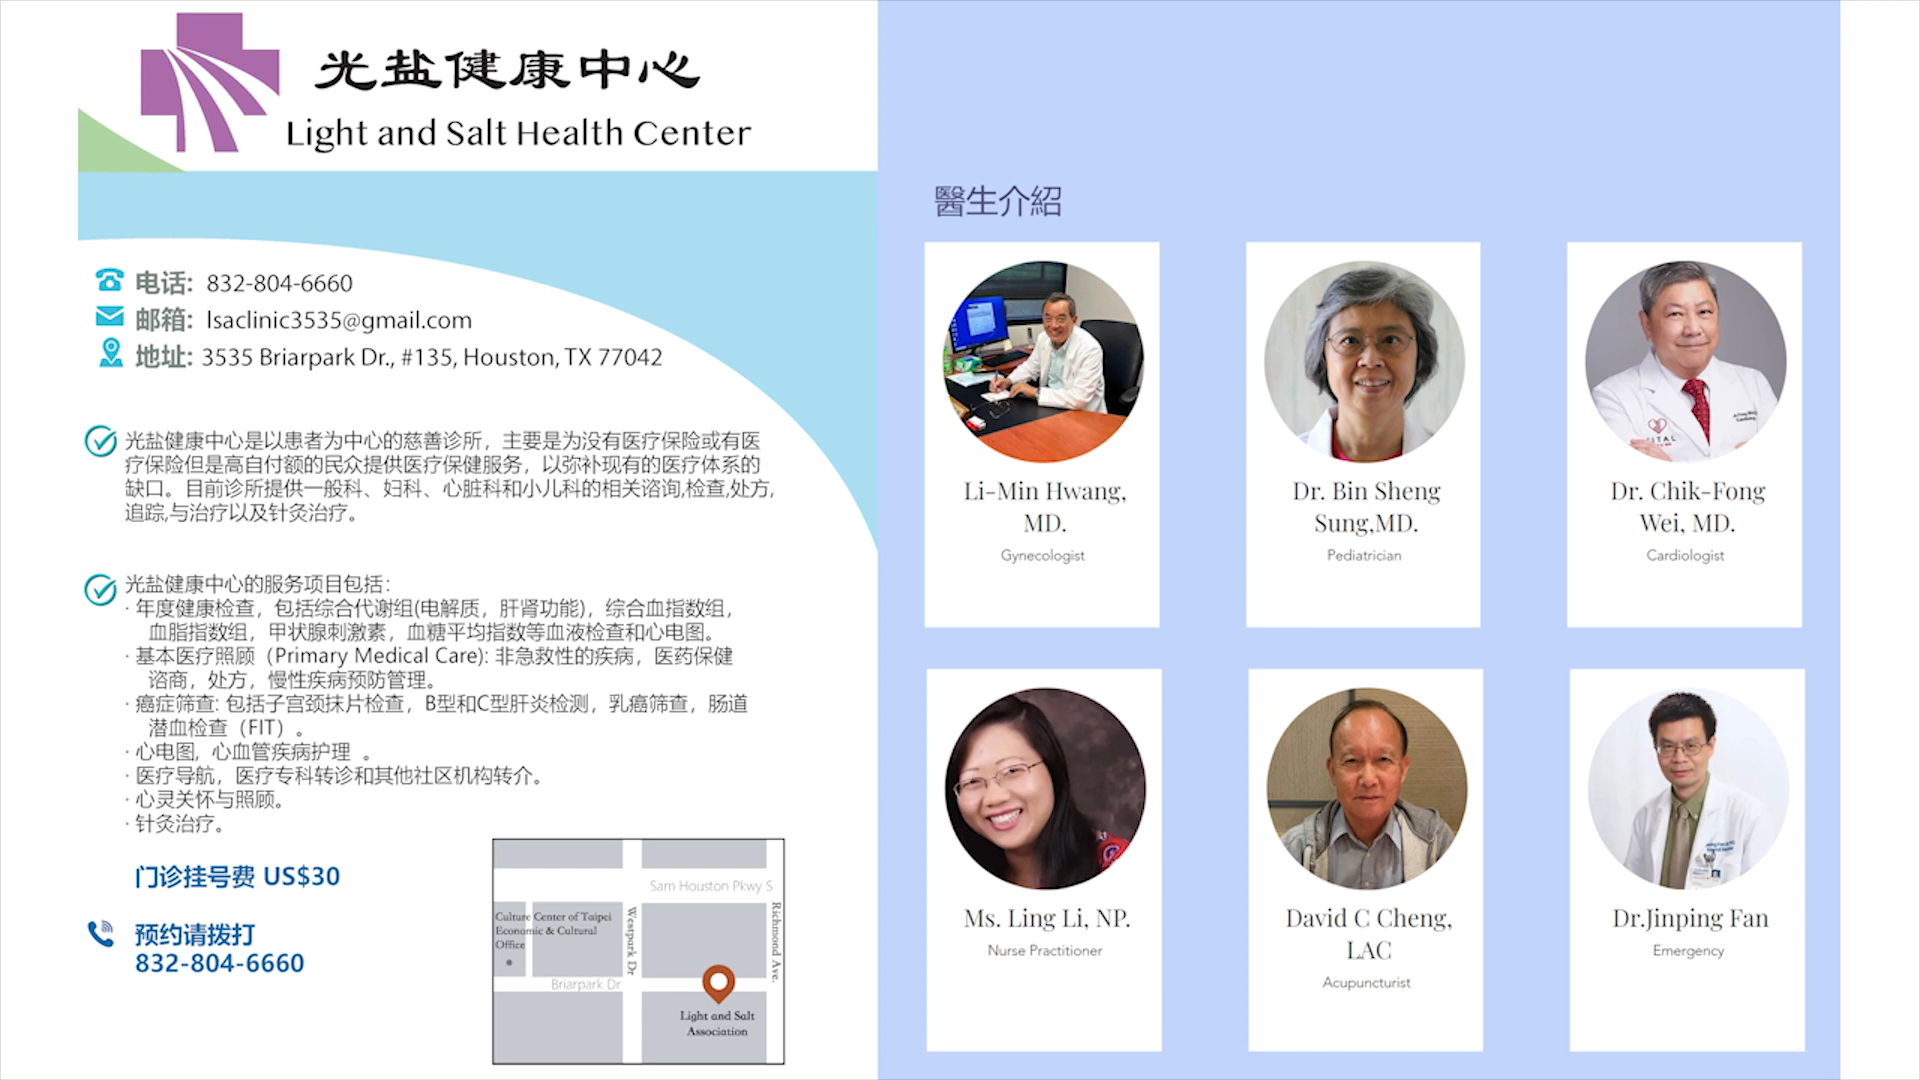 光盐健康中心
Light and Salt Health Center
电话: 832-804-6660
邮箱: lsaclinic3535@gmail.com
地址: 3535 Briarpark Dr., #135, Houston, TX 77042
光盐健康中心是以患者为中心的慈善诊所，主要是为没有医疗保险或有医
疗保险但是高自付额的民众提供医疗保健服务，以弥补现有的医疗体系的
缺口。目前诊所提供一般科、妇科、心脏科和小儿科的相关谘询,检查,处方,
追踪,与治疗以及针灸治疗。
光盐健康中心的服务项目包括:
· 年度健康检查，包括综合代谢组(电解质，肝肾功能)，综合血指数组，
血脂指数组，甲状腺刺激素，血糖平均指数等血液检查和心电图。
· 基本医疗照顾（Primary Medical Care): 非急救性的疾病，医药保健
谘商，处方，慢性疾病预防管理。
· 癌症筛查: 包括子宫颈抹片检查，B型和C型肝炎检测，乳癌筛查，肠道
潜血检查（FIT）。
· 心电图, 心血管疾病护理 。
· 医疗导航，医疗专科转诊和其他社区机构转介。
· 心灵关怀与照顾。
· 针灸治疗。
门诊挂号费 US$30
预约请拨打
832-804-6660
Sam Houston Pkwy S
Culture Center of Taipei
Economic & Cultural
Office
Westpark Dr
Richmond Ave.
Briarpark Dr
Light and Salt
Association
醫生介紹
Li-Min Hwang,
MD.
Gynecologist
Dr. Bin Sheng
Sung,MD.
Pediatrician
Dr. Chik-Fong
Wei, MD.
Cardiologist
Ms. Ling Li, NP.
Nurse Practitioner
David C Cheng,
LAC
Acupuncturist
Dr.Jinping Fan
Emergency